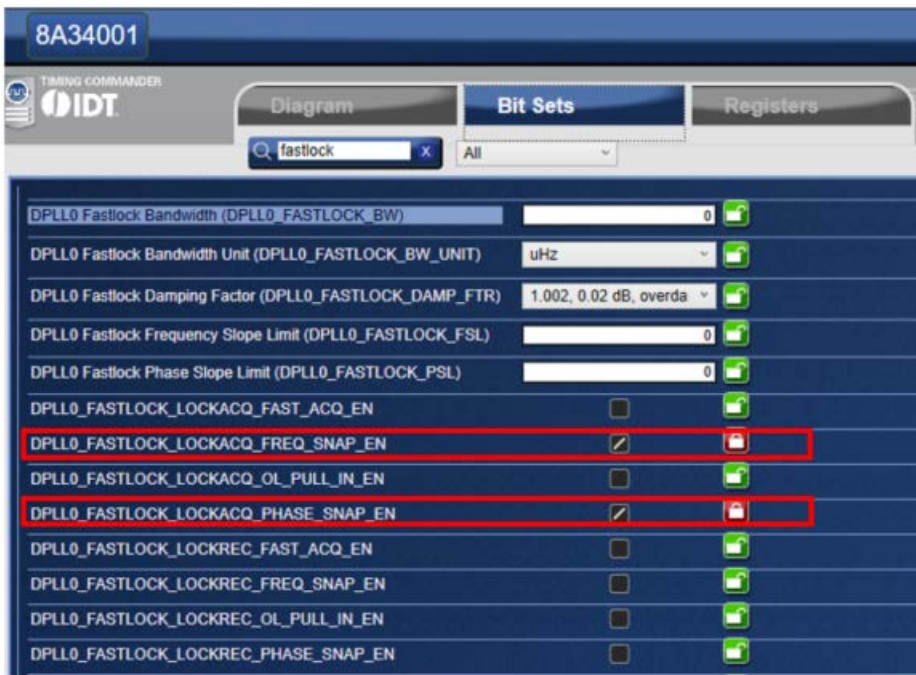 8A34001
TIMING COMMANDER
IDT
Diagram
Bit Sets
Registers
fastlock
X
All
DPLL0 Fastlock Bandwidth (DPLL0_FASTLOCK_BW)
0
DPLL0 Fastlock Bandwidth Unit (DPLL0_FASTLOCK_BW_UNIT)
uHz
DPLL0 Fastlock Damping Factor (DPLL0_FASTLOCK_DAMP_FTR)
1.002, 0.02 dB, overda
DPLL0 Fastlock Frequency Slope Limit (DPLL0_FASTLOCK_FSL)
0
DPLL0 Fastlock Phase Slope Limit (DPLL0_FASTLOCK_PSL)
0
DPLL0_FASTLOCK_LOCKACQ_FAST_ACQ_EN
DPLL0_FASTLOCK_LOCKACQ_FREQ_SNAP_EN
DPLL0_FASTLOCK_LOCKACQ_OL_PULL_IN_EN
DPLL0_FASTLOCK_LOCKACQ_PHASE_SNAP_EN
DPLL0_FASTLOCK_LOCKREC_FAST_ACQ_EN
DPLL0_FASTLOCK_LOCKREC_FREQ_SNAP_EN
DPLL0_FASTLOCK_LOCKREC_OL_PULL_IN_EN
DPLL0_FASTLOCK_LOCKREC_PHASE_SNAP_EN